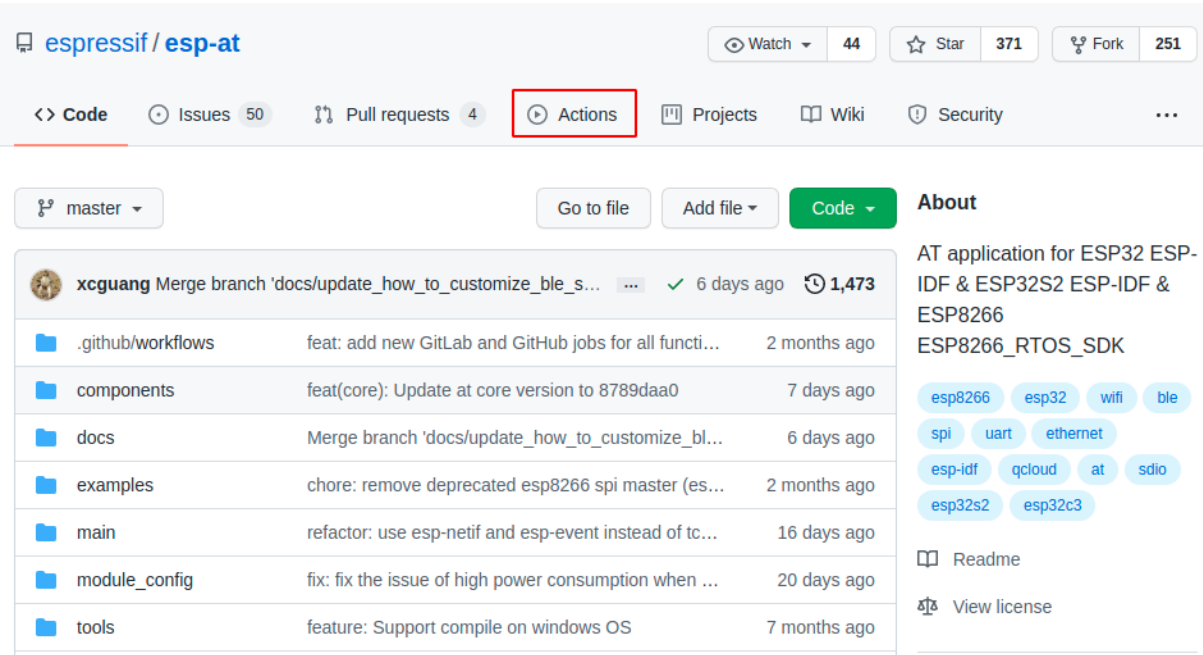 espressif / esp-at
Watch 44 Star 371 Fork 251
Code Issues 50 Pull requests 4 Actions Projects Wiki Security ...
master Go to file Add file Code
xcguang Merge branch 'docs/update_how_to_customize_ble_s... ... 6 days ago 1,473
.github/workflows feat: add new GitLab and GitHub jobs for all functi... 2 months ago
components feat(core): Update at core version to 8789daa0 7 days ago
docs Merge branch 'docs/update_how_to_customize_bl... 6 days ago
examples chore: remove deprecated esp8266 spi master (es... 2 months ago
main refactor: use esp-netif and esp-event instead of tc... 16 days ago
module_config fix: fix the issue of high power consumption when ... 20 days ago
tools feature: Support compile on windows OS 7 months ago
About
AT application for ESP32 ESP-
IDF & ESP32S2 ESP-IDF &
ESP8266
ESP8266_RTOS_SDK
esp8266 esp32 wifi ble
spi uart ethernet
esp-idf qcloud at sdio
esp32s2 esp32c3
Readme
View license